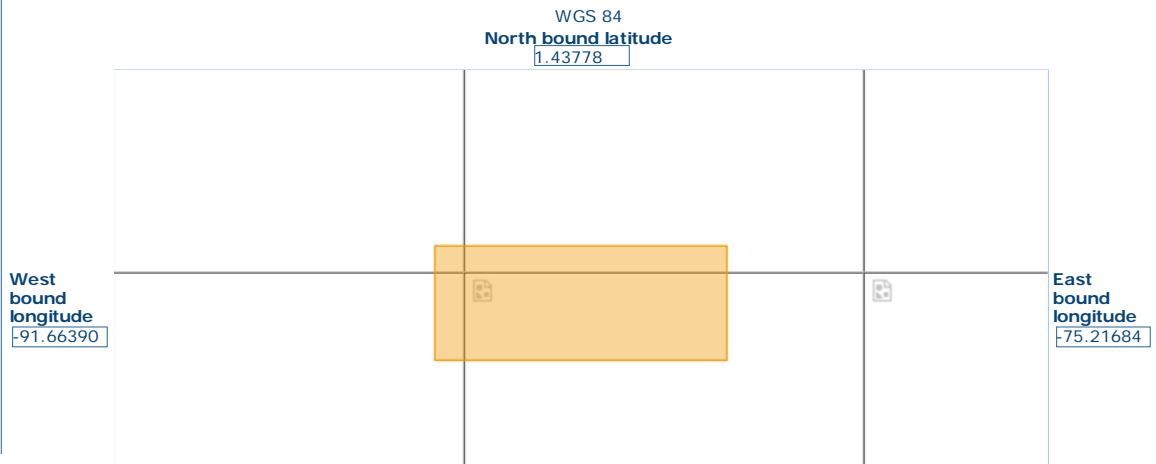 WGS 84
North bound latitude
1.43778
West
bound
longitude
-91.66390
East
bound
longitude
-75.21684